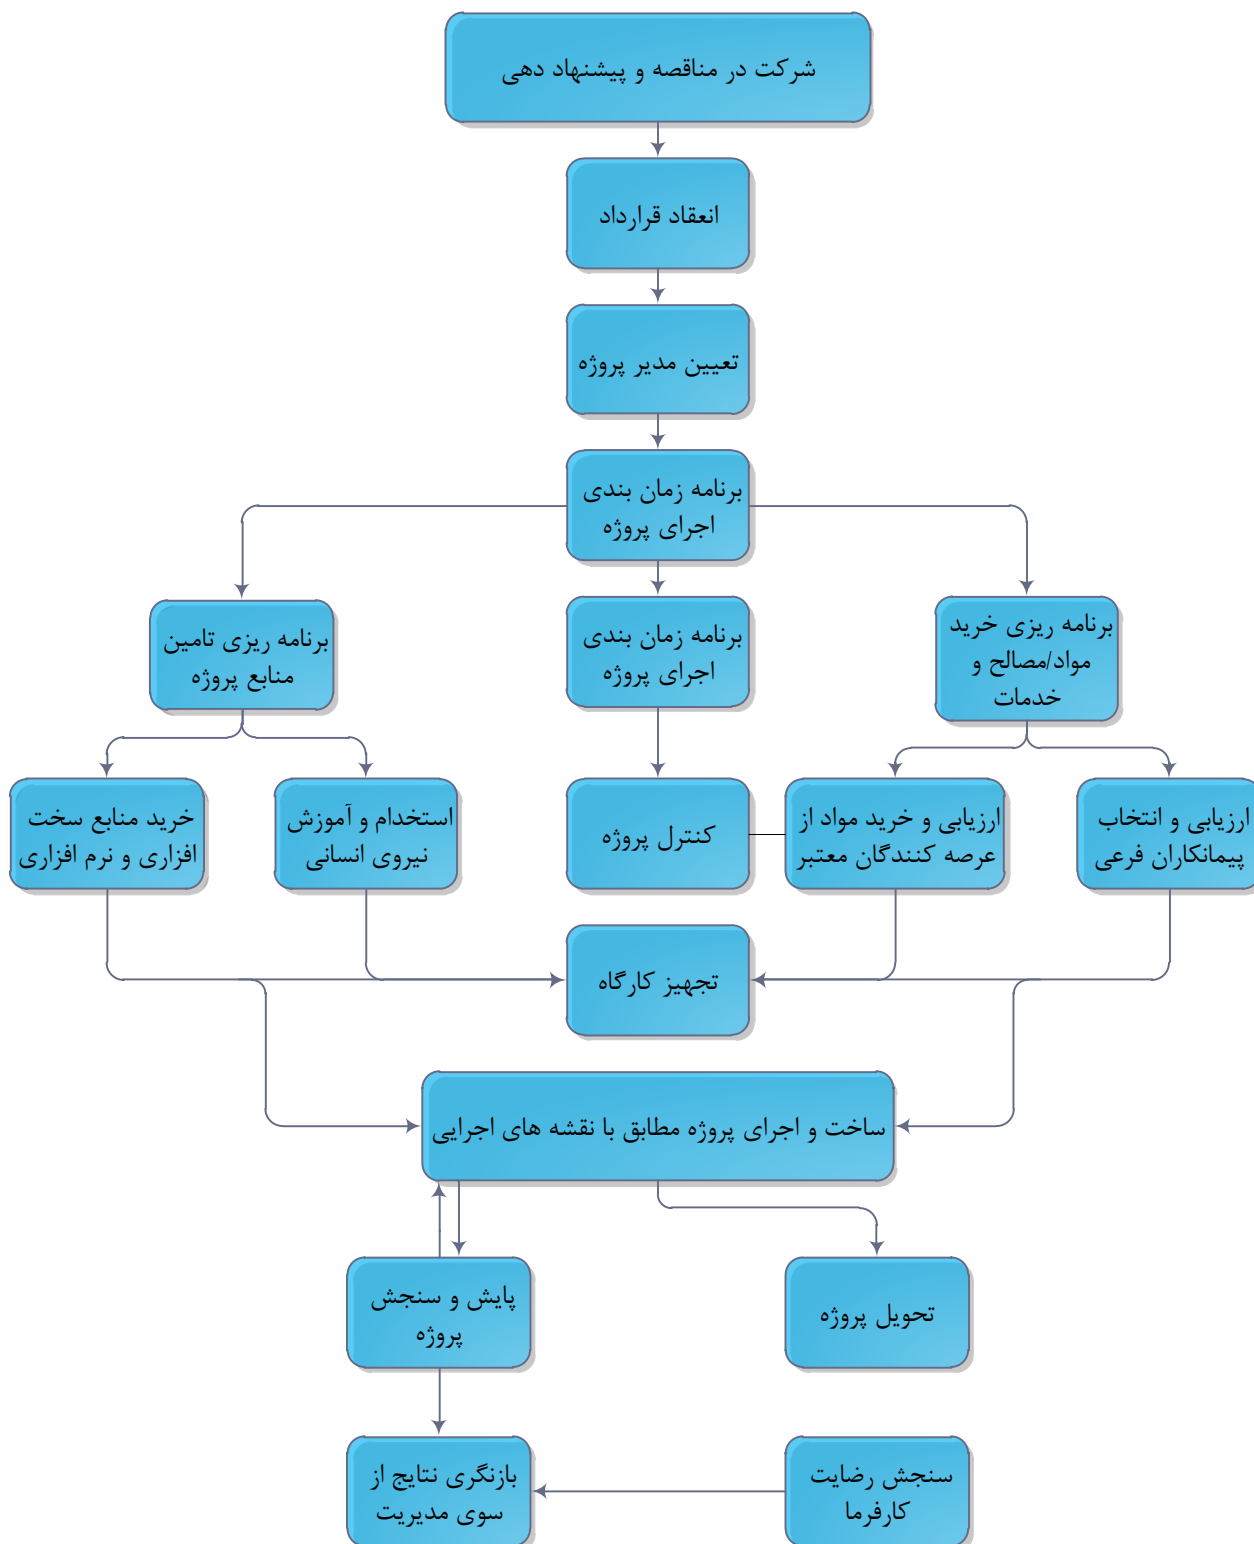 شرکت در مناقصه و پیشنهاد دهی
انعقاد قرارداد
تعیین مدیر پروژه
برنامه زمان بندی
اجرای پروژه
برنامه ریزی خرید
مواد/مصالح و
خدمات
برنامه زمان بندی
اجرای پروژه
برنامه ریزی تامین
منابع پروژه
ارزیابی و انتخاب
پیمانکاران فرعی
ارزیابی و خرید مواد از
عرصه کنندگان معتبر
کنترل پروژه
استخدام و آموزش
نیروی انسانی
خرید منابع سخت
افزاری و نرم افزاری
تجهیز کارگاه
ساخت و اجرای پروژه مطابق با نقشه های اجرایی
تحویل پروژه
پایش و سنجش
پروژه
سنجش رضایت
کارفرما
بازنگری نتایج از
سوی مدیریت